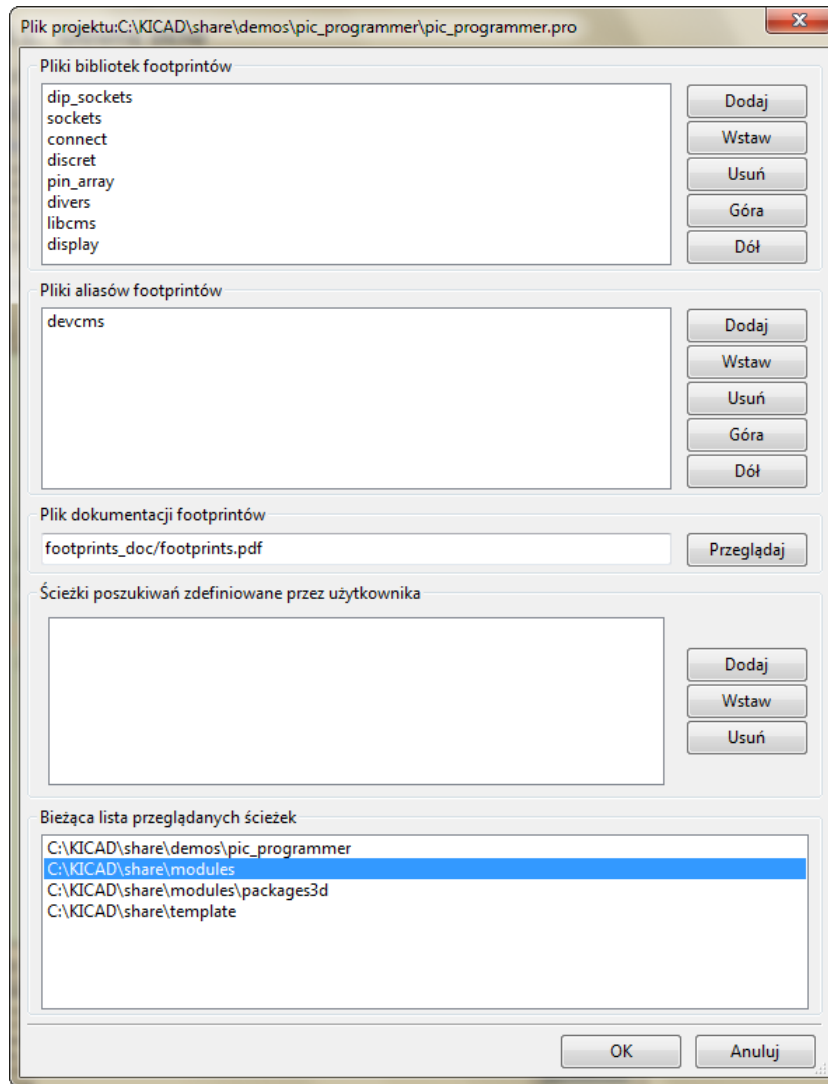 Plik projektu:C:\KICAD\share\demos\pic_programmer\pic_programmer.pro
Pliki bibliotek footprintów
dip_sockets
sockets
connect
discret
pin_array
divers
libcms
display
Dodaj
Wstaw
Usuń
Góra
Dół
Pliki aliasów footprintów
devcms
Dodaj
Wstaw
Usuń
Góra
Dół
Plik dokumentacji footprintów
footprints_doc/footprints.pdf
Przeglądaj
Ścieżki poszukiwań zdefiniowane przez użytkownika
Dodaj
Wstaw
Usuń
Bieżąca lista przeglądanych ścieżek
C:\KICAD\share\demos\pic_programmer
C:\KICAD\share\modules
C:\KICAD\share\modules\packages3d
C:\KICAD\share\template
OK
Anuluj